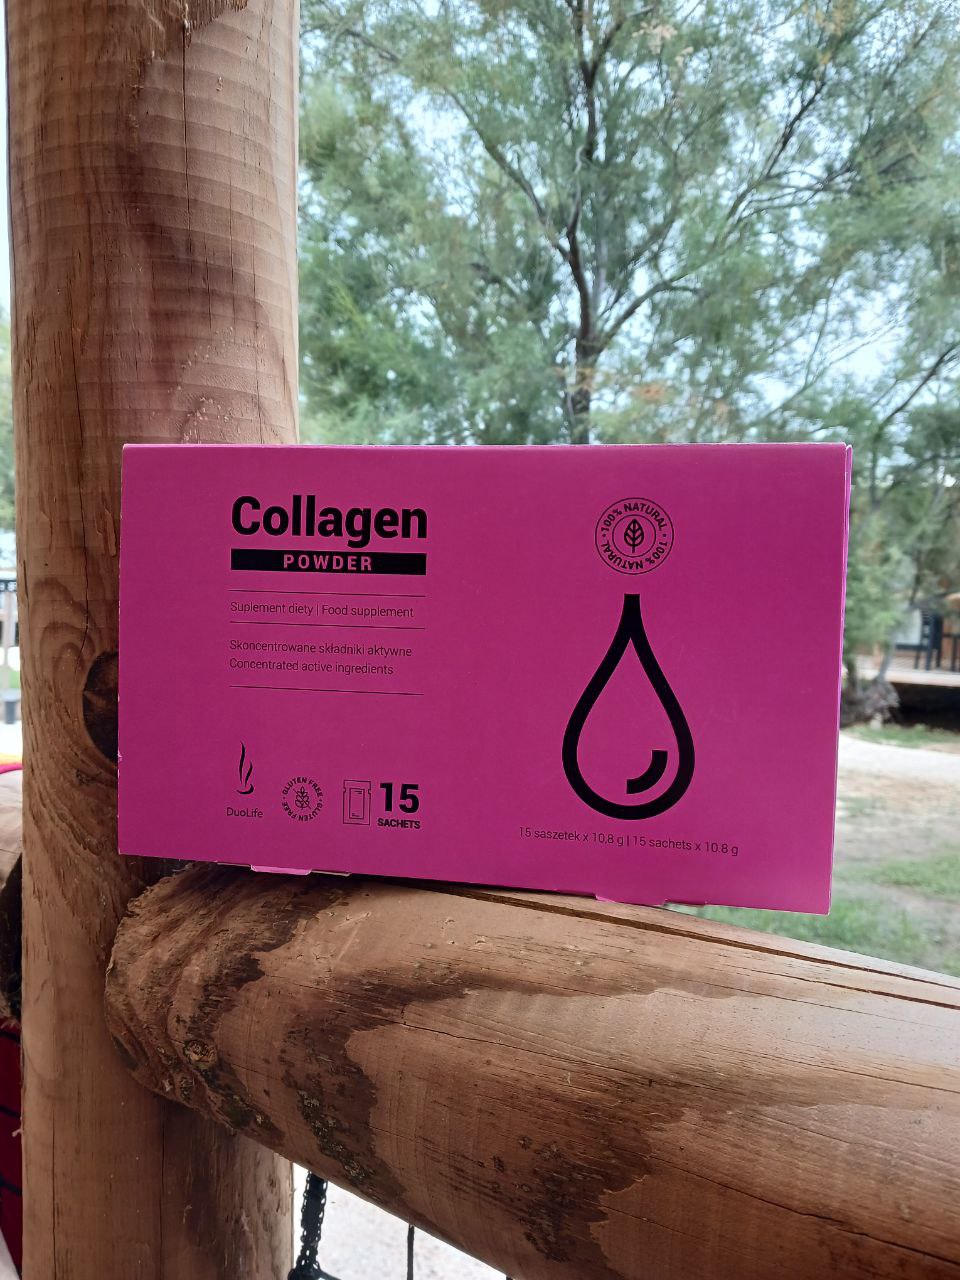 Collagen
POWDER
Suplement diety | Food supplement
Skoncentrowane składniki aktywne
Concentrated active ingredients
DuoLife
GLUTEN FREE • GLUTEN FREE •
15
SACHETS
100% NATURAL • 100% NATURAL •
15 saszetek x 10,8 g | 15 sachets x 10.8 g